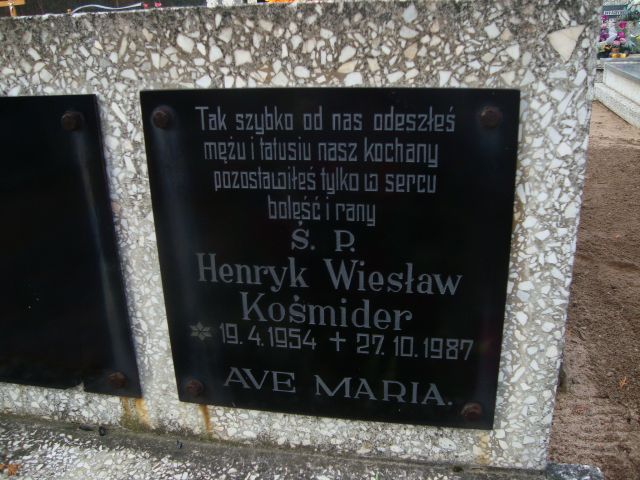 Tak szybko od nas odeszłeś
mężu i tatusiu nasz kochany
pozostawiłeś tylko w sercu
boleść i rany
Ś. P.
Henryk Wiesław
Kośmider
19. 4. 1954 + 27. 10. 1987
AVE MARIA.